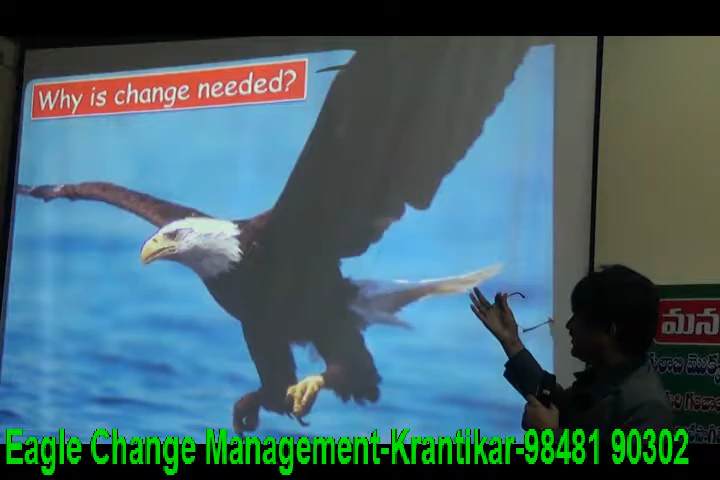 Why is change needed?
మన
Eagle Change Management-Krantikar-98481 90302